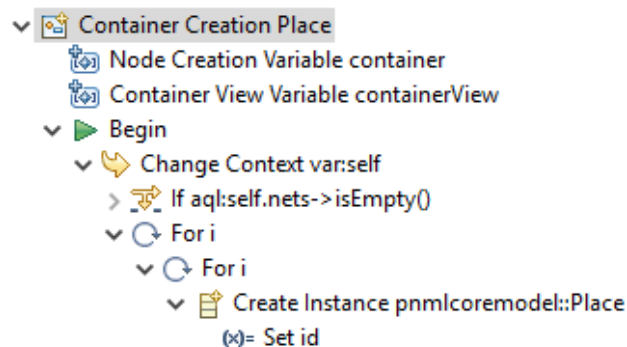 Container Creation Place
Node Creation Variable container
Container View Variable containerView
Begin
Change Context var:self
If aql:self.nets->isEmpty()
For i
For i
Create Instance pnmlcoremodel::Place
(x)= Set id